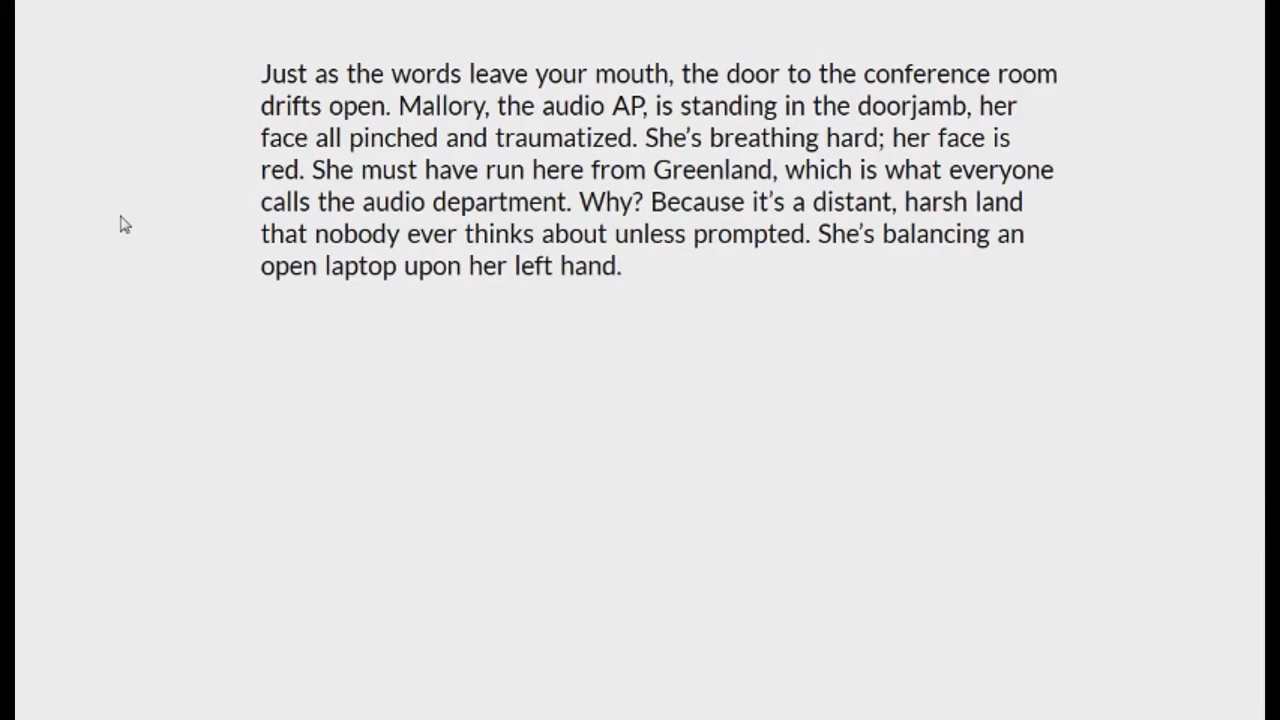 Just as the words leave your mouth, the door to the conference room
drifts open. Mallory, the audio AP, is standing in the doorjamb, her
face all pinched and traumatized. She’s breathing hard; her face is
red. She must have run here from Greenland, which is what everyone
calls the audio department. Why? Because it’s a distant, harsh land
that nobody ever thinks about unless prompted. She’s balancing an
open laptop upon her left hand.